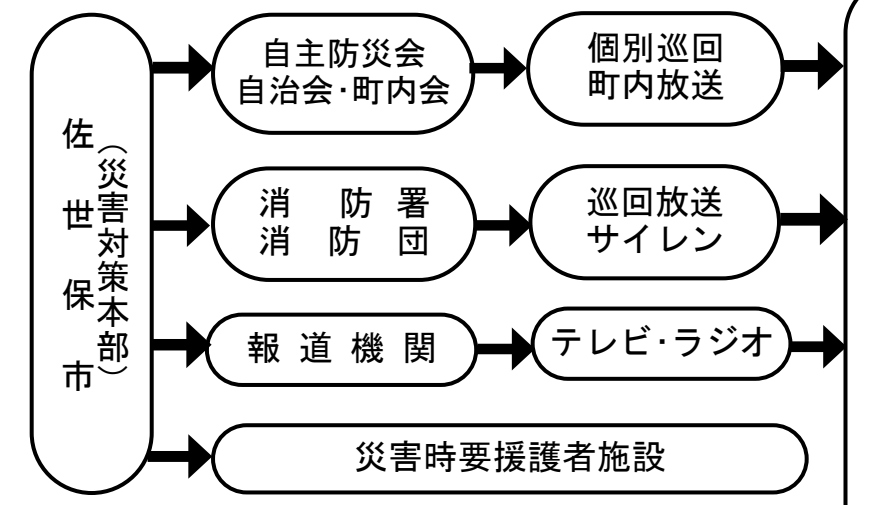 佐世保市
（災害対策本部）
自主防災会
自治会・町内会
個別巡回
町内放送
消防署
消防団
巡回放送
サイレン
報道機関
テレビ・ラジオ
災害時要援護者施設